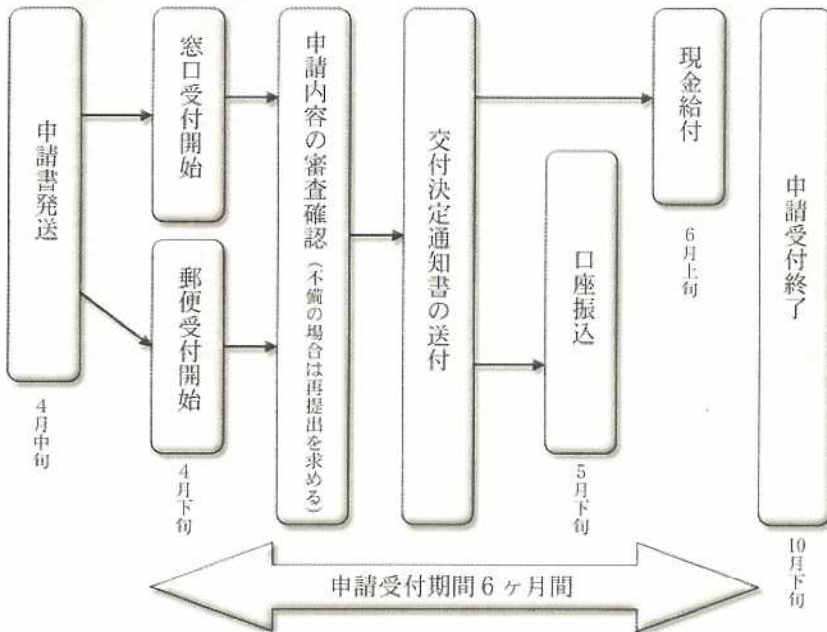 申請書発送
4月中旬
窓口受付開始
郵便受付開始
4月下旬
申請内容の審査確認(不備の場合は再提出を求める)
交付決定通知書の送付
口座振込
5月下旬
現金給付
6月上旬
申請受付終了
10月下旬
申請受付期間6ヶ月間